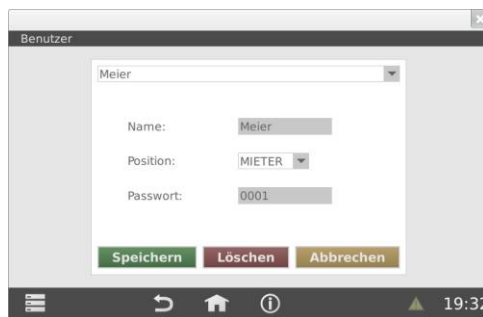 Benutzer
Meier
Name: Meier
Position: MIETER
Passwort: 0001
Speichern Löschen Abbrechen
19:32